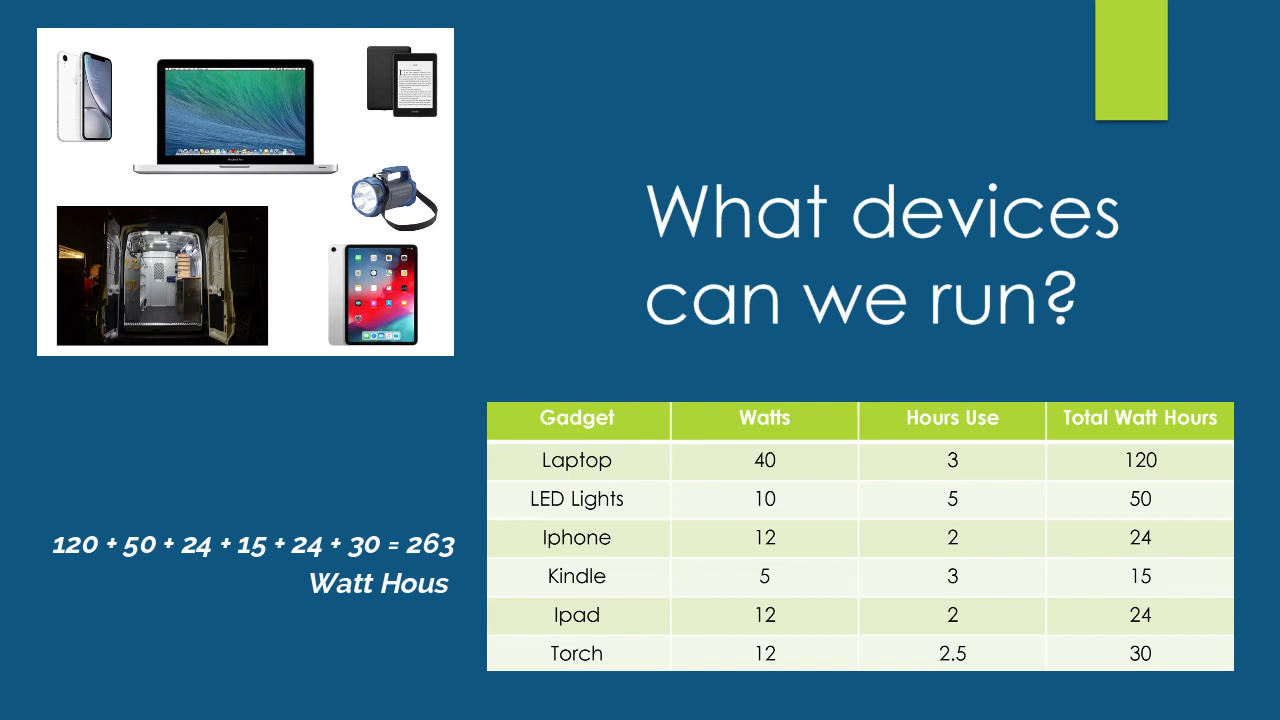 What devices
can we run?
Gadget Watts Hours Use Total Watt Hours
Laptop 40 3 120
LED Lights 10 5 50
Iphone 12 2 24
Kindle 5 3 15
Ipad 12 2 24
Torch 12 2.5 30
120 + 50 + 24 + 15 + 24 + 30 = 263
Watt Hous